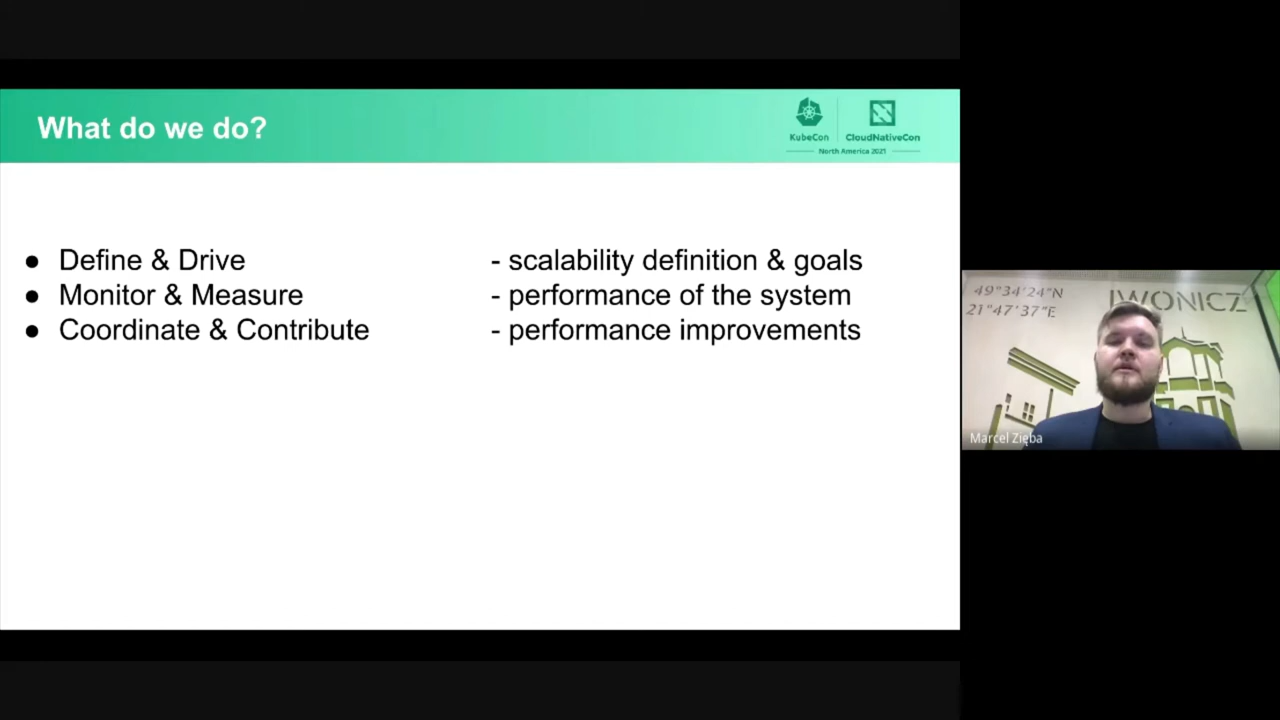 What do we do?
KubeCon
CloudNativeCon
North America 2021
● Define & Drive - scalability definition & goals
● Monitor & Measure - performance of the system
● Coordinate & Contribute - performance improvements
49°34'24"N
21°47'37"E
IWONICZ
Marcel Zięba